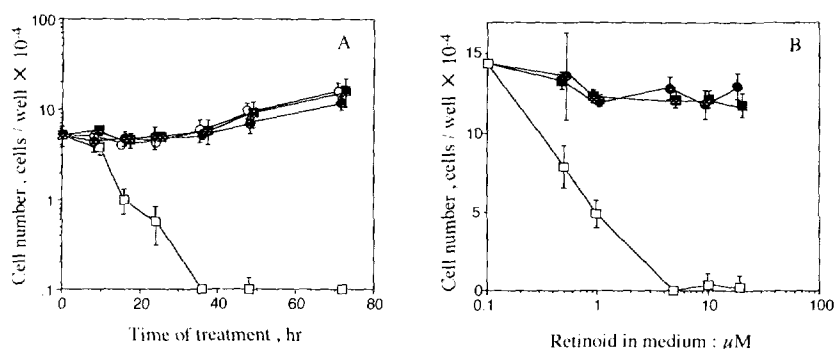 A
Cell number , cells / well × 10-4
100
10
1
.1
0
20
40
60
80
Time of treatment , hr
B
Cell number , cells / well × 10-4
15
10
5
0
0.1
1
10
100
Retinoid in medium : μM